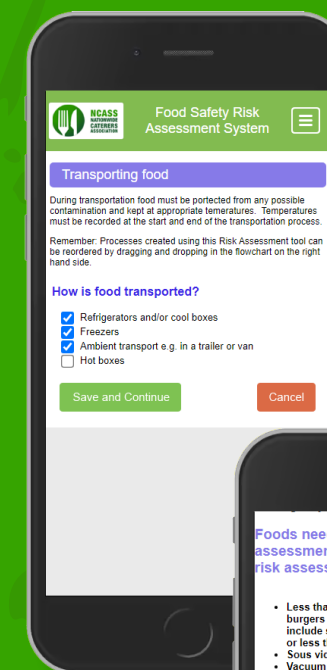 NCASS
NATIONWIDE
CATERERS
ASSOCIATION
Food Safety Risk
Assessment System
Transporting food
During transportation food must be portected from any possible
contamination and kept at appropriate temeratures. Temperatures
must be recorded at the start and end of the transportation process.
Remember: Processes created using this Risk Assessment tool can
be reordered by dragging and dropping in the flowchart on the right
hand side.
How is food transported?
Refrigerators and/or cool boxes
Freezers
Ambient transport e.g. in a trailer or van
Hot boxes
Save and Continue
Cancel
Foods nee
assessmen
risk assess
Less tha
burgers
include s
or less t
Sous vic
Vacuum